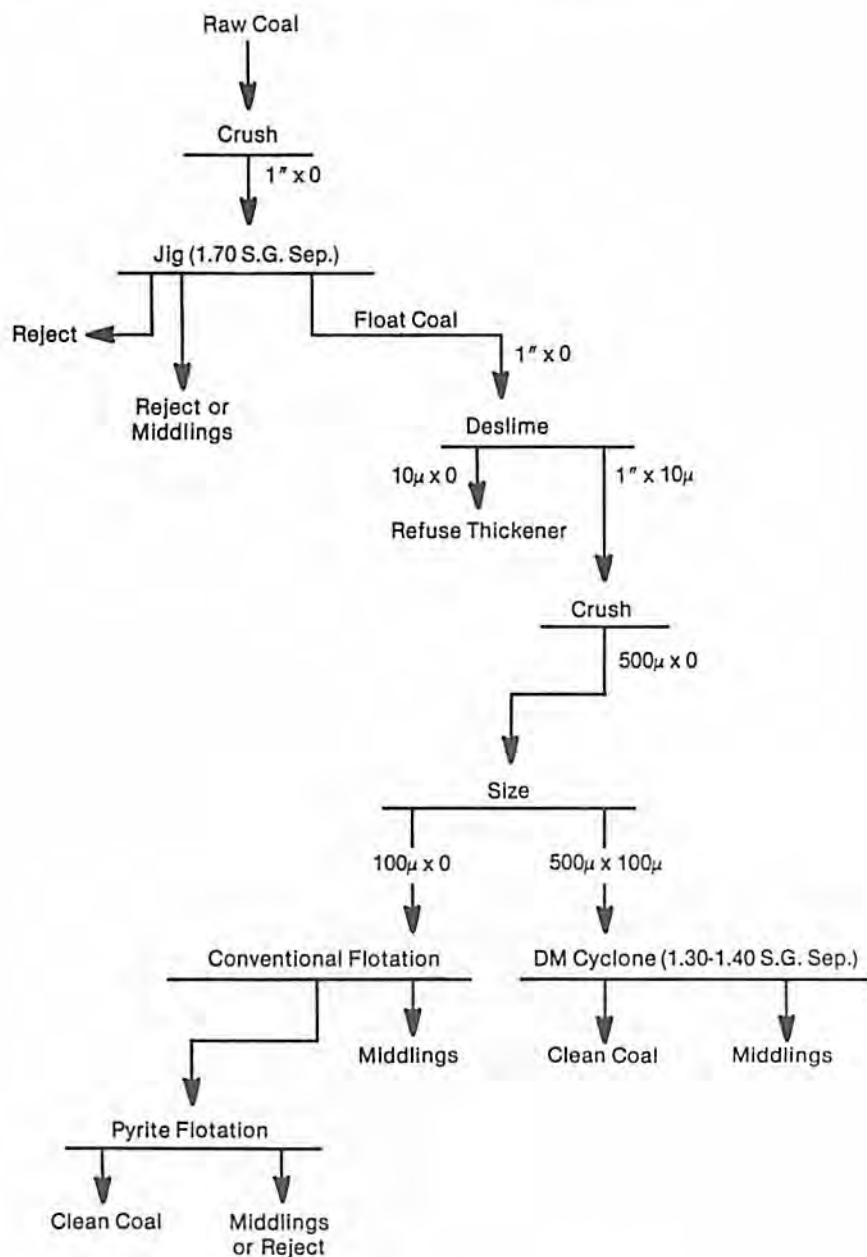 Raw Coal
Crush
1" x 0
Jig (1.70 S.G. Sep.)
Reject
Float Coal
1" x 0
Reject or
Middlings
Deslime
10μ x 0
1" x 10μ
Refuse Thickener
Crush
500μ x 0
Size
100μ x 0
500μ x 100μ
Conventional Flotation
DM Cyclone (1.30-1.40 S.G. Sep.)
Middlings
Clean Coal
Middlings
Pyrite Flotation
Clean Coal
Middlings
or Reject